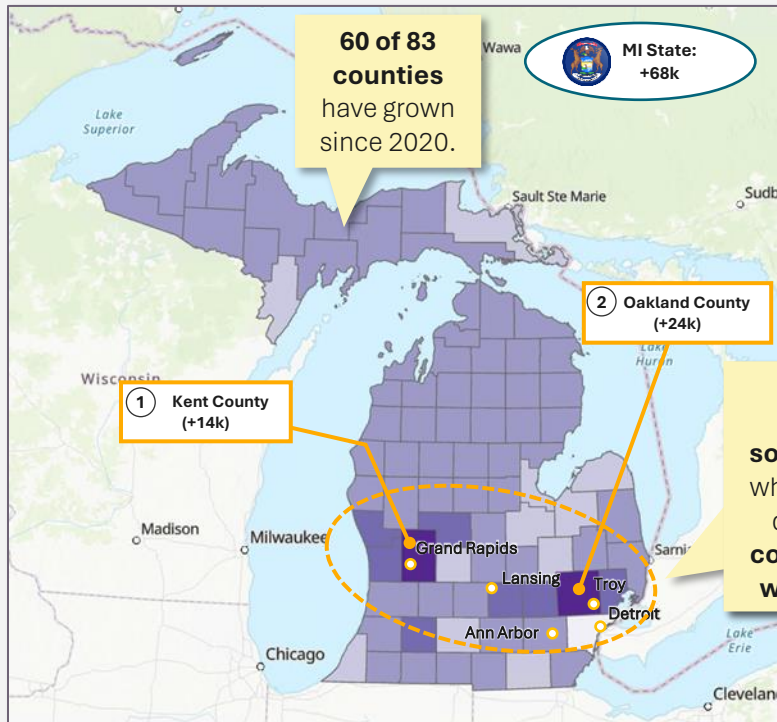 60 of 83
counties
have grown
since 2020.
Wawa
MI State:
+68k
Lake
Superior
Sault Ste Marie
Sudb
2 Oakland County
(+24k)
Lake
Huron
Wisconsin
1 Kent County
(+14k)
so
wh
c
co
w
Madison
Milwaukee
Grand Rapids
Lansing
Troy
Sarnia
Detroit
Ann Arbor
Chicago
Lake
Erie
Cleveland